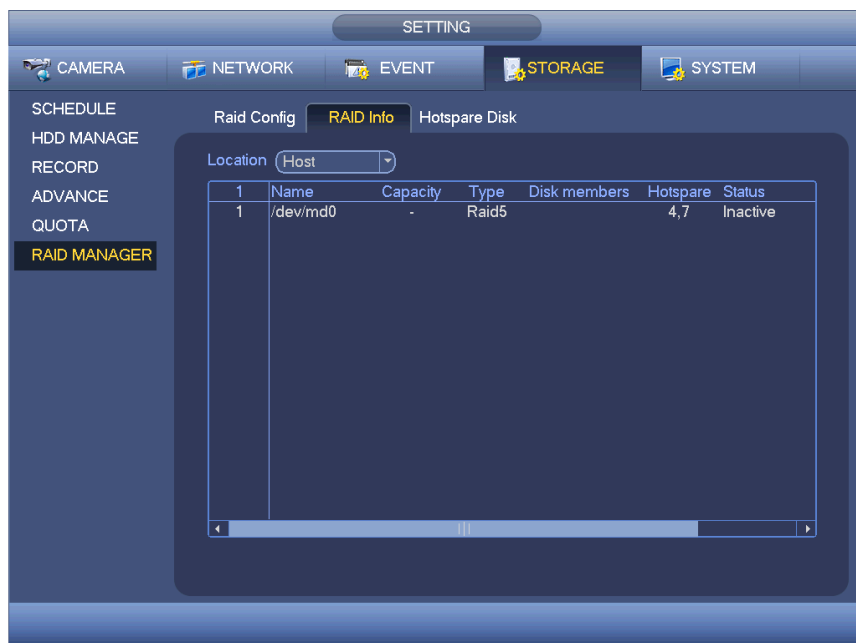 SETTING
CAMERA NETWORK EVENT STORAGE SYSTEM
SCHEDULE
HDD MANAGE
RECORD
ADVANCE
QUOTA
RAID MANAGER
Raid Config RAID Info Hotspare Disk
Location Host
1 Name Capacity Type Disk members Hotspare Status
1 /dev/md0 - Raid5 4,7 Inactive